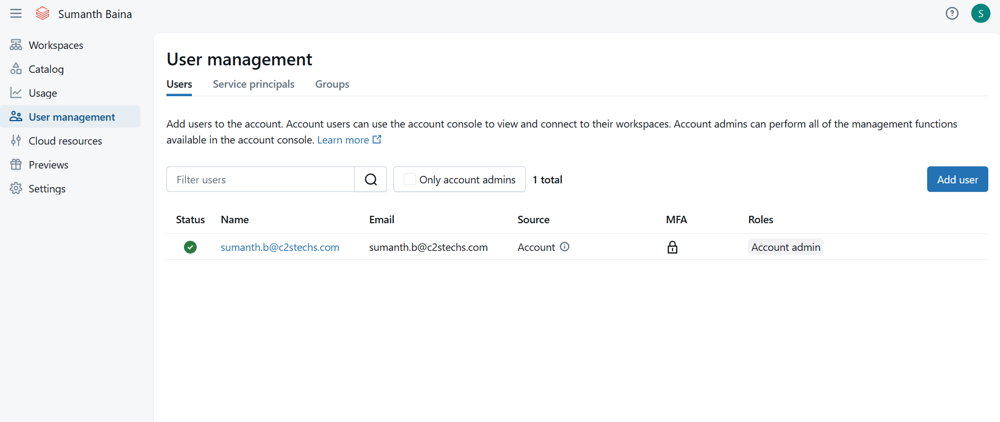 Sumanth Baina
S
Workspaces
Catalog
Usage
User management
Cloud resources
Previews
Settings
User management
Users Service principals Groups
Add users to the account. Account users can use the account console to view and connect to their workspaces. Account admins can perform all of the management functions
available in the account console. Learn more
Filter users Only account admins 1 total Add user
Status Name Email Source MFA Roles
sumanth.b@c2stechs.com sumanth.b@c2stechs.com Account Account admin